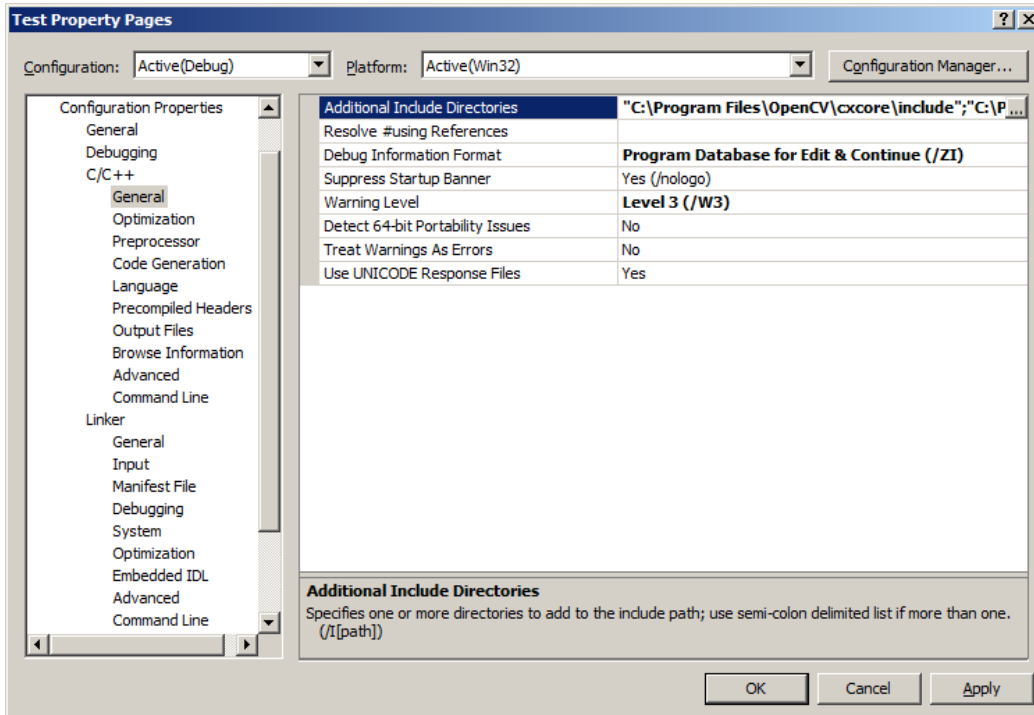 Test Property Pages
Configuration: Active(Debug) Platform: Active(Win32) Configuration Manager...
Configuration Properties
General
Debugging
C/C++
General
Optimization
Preprocessor
Code Generation
Language
Precompiled Headers
Output Files
Browse Information
Advanced
Command Line
Linker
General
Input
Manifest File
Debugging
System
Optimization
Embedded IDL
Advanced
Command Line
Additional Include Directories "C:\Program Files\OpenCV\cxcore\include";"C:\P ...
Resolve #using References
Debug Information Format Program Database for Edit & Continue (/ZI)
Suppress Startup Banner Yes (/nologo)
Warning Level Level 3 (/W3)
Detect 64-bit Portability Issues No
Treat Warnings As Errors No
Use UNICODE Response Files Yes
Additional Include Directories
Specifies one or more directories to add to the include path; use semi-colon delimited list if more than one.
(/I[path])
OK Cancel Apply